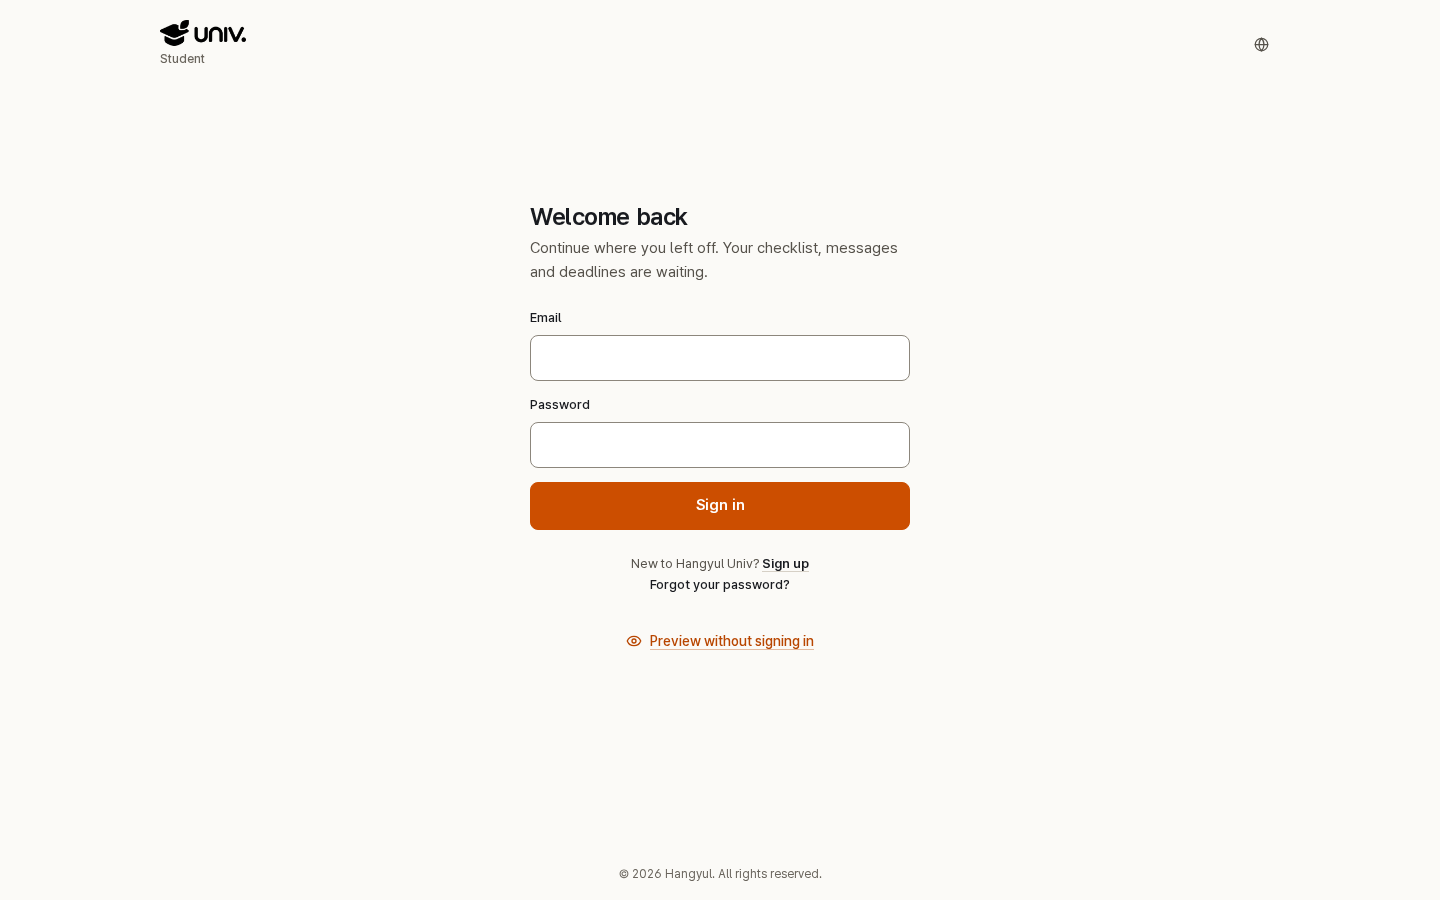 UNIV.
Student
Welcome back
Continue where you left off. Your checklist, messages
and deadlines are waiting.
Email
Password
Sign in
New to Hangyul Univ? Sign up
Forgot your password?
Preview without signing in
© 2026 Hangyul. All rights reserved.